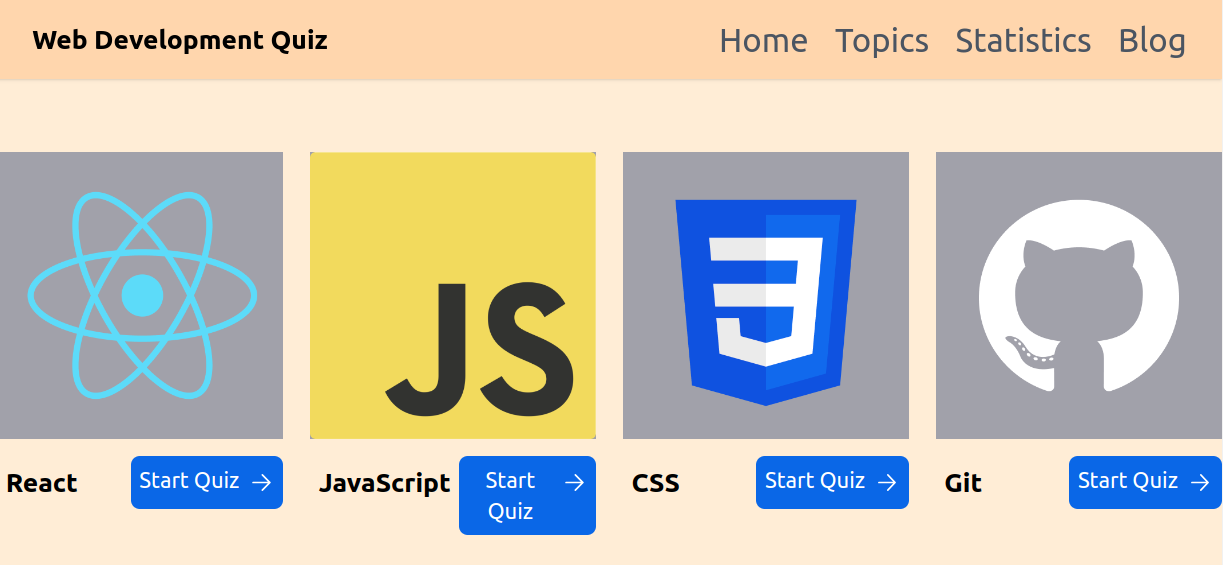 Web Development Quiz Home Topics Statistics Blog
JS
React Start Quiz → JavaScript Start Quiz → CSS Start Quiz → Git Start Quiz →